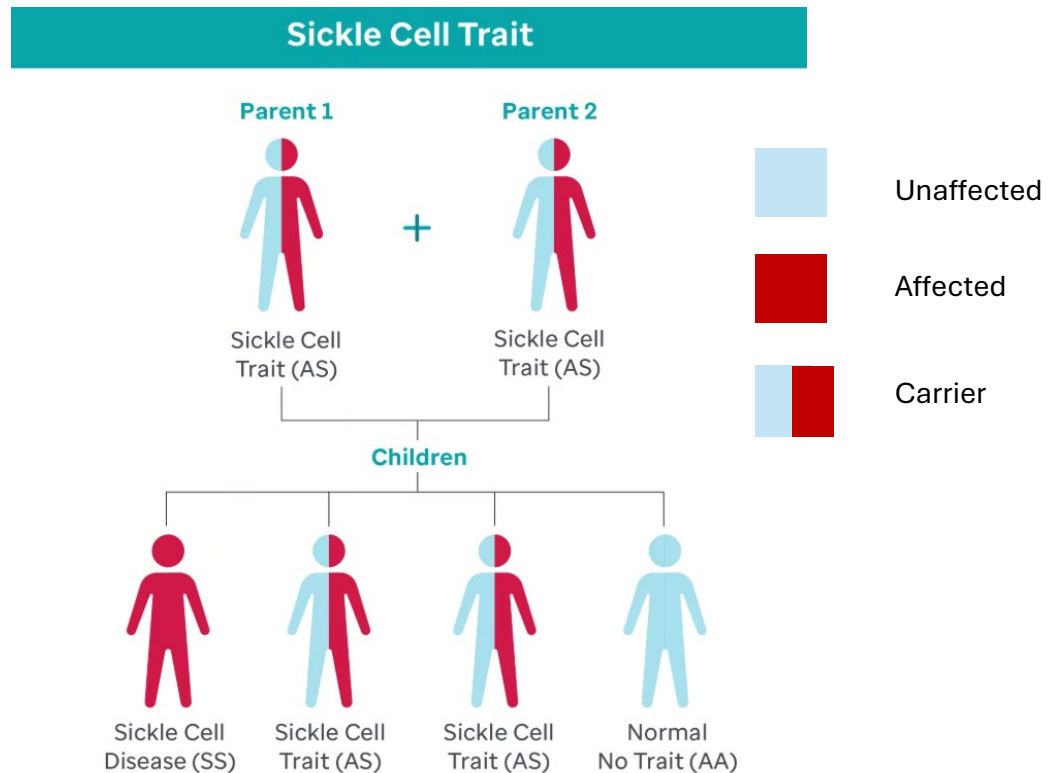 Sickle Cell Trait
Parent 1
Parent 2
+
Sickle Cell
Trait (AS)
Sickle Cell
Trait (AS)
Children
Sickle Cell
Disease (SS)
Sickle Cell
Trait (AS)
Sickle Cell
Trait (AS)
Normal
No Trait (AA)
Unaffected
Affected
Carrier